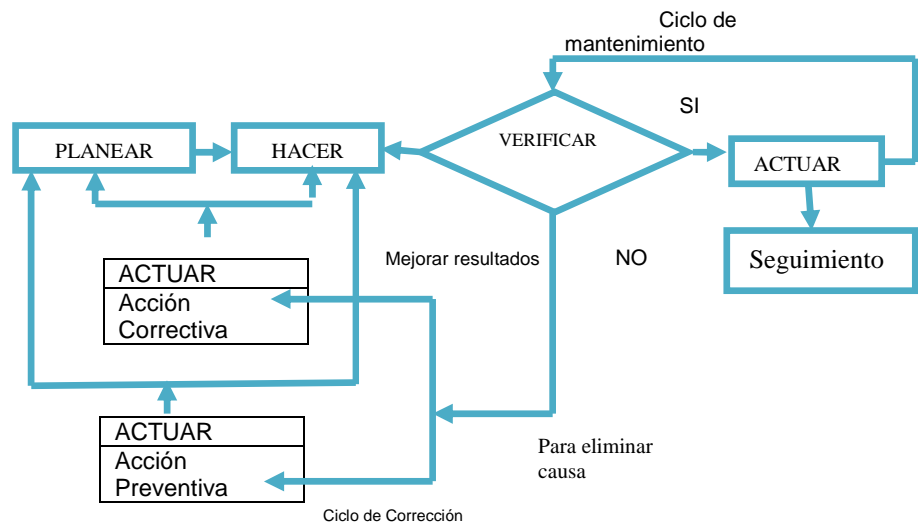 Ciclo de
mantenimiento
SI
PLANEAR
HACER
VERIFICAR
ACTUAR
Mejorar resultados
NO
Seguimiento
ACTUAR
Acción
Correctiva
ACTUAR
Acción
Preventiva
Para eliminar
causa
Ciclo de Corrección